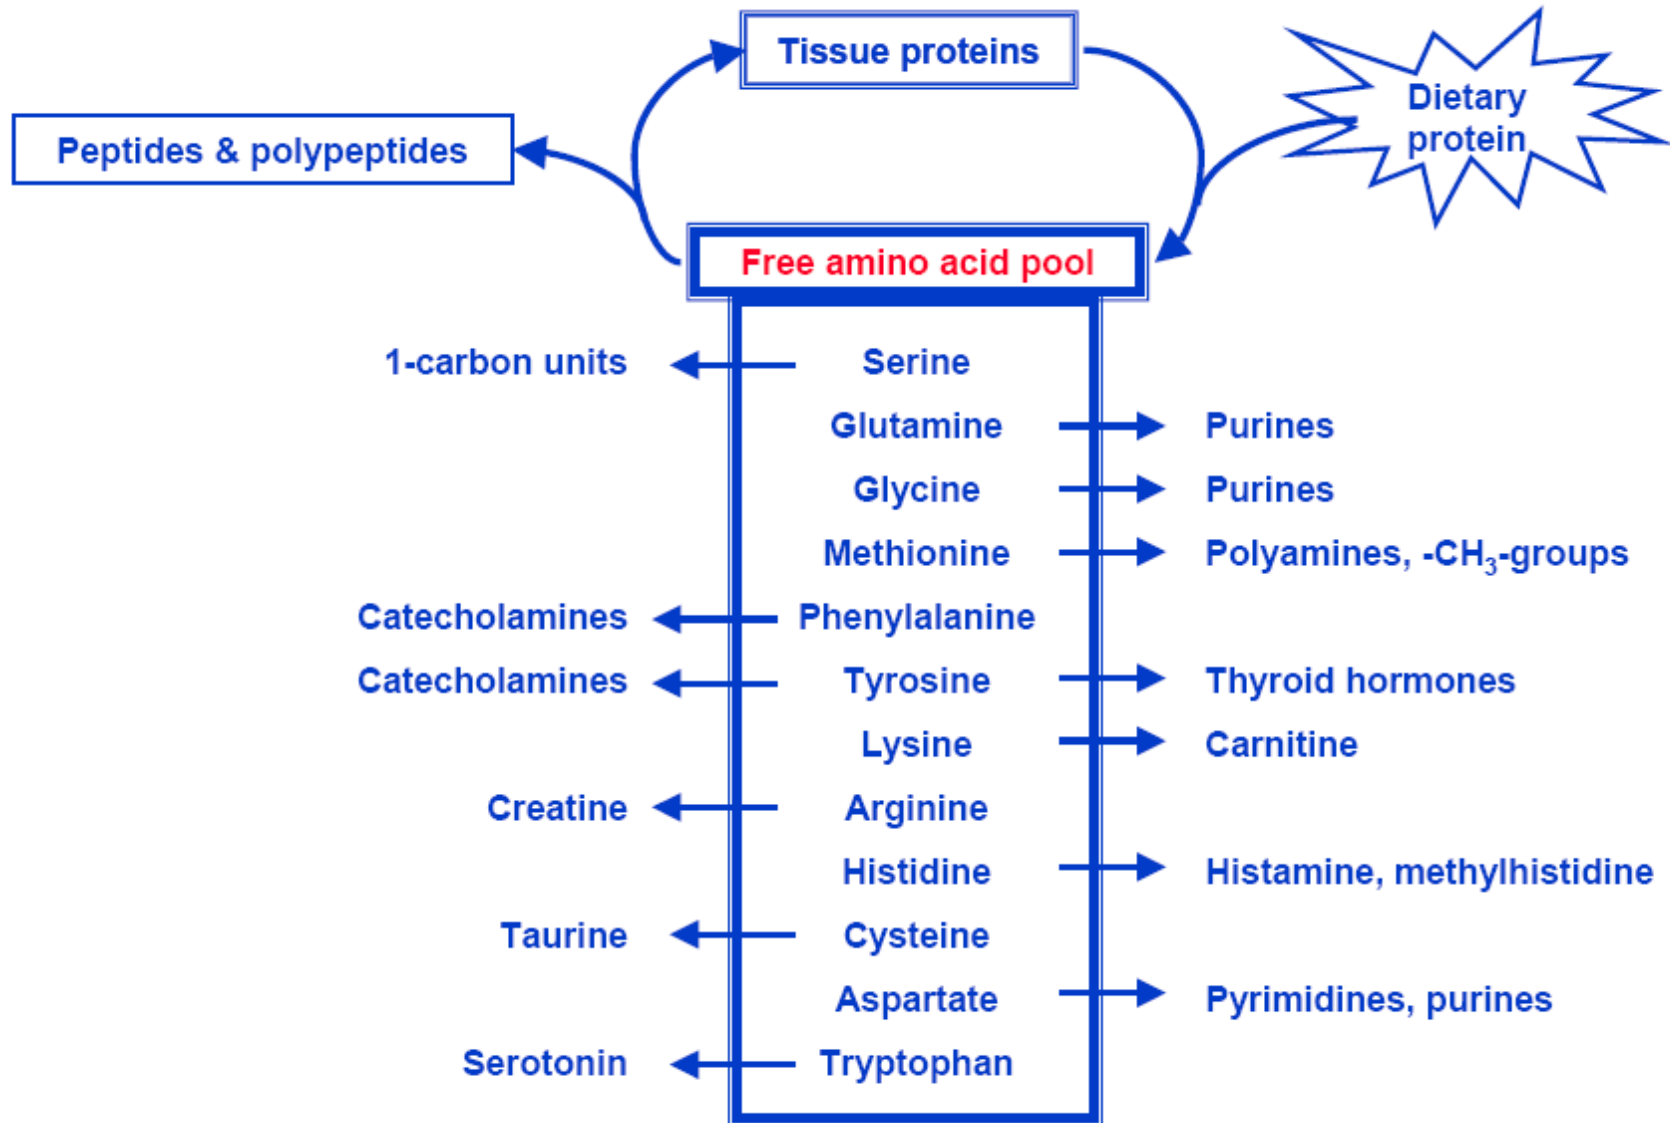 Tissue proteins
Dietary
protein
Peptides & polypeptides
Free amino acid pool
1-carbon units Serine
Glutamine Purines
Glycine Purines
Methionine Polyamines, -CH₃-groups
Catecholamines Phenylalanine
Catecholamines Tyrosine Thyroid hormones
Lysine Carnitine
Creatine Arginine
Histidine Histamine, methylhistidine
Taurine Cysteine
Aspartate Pyrimidines, purines
Serotonin Tryptophan